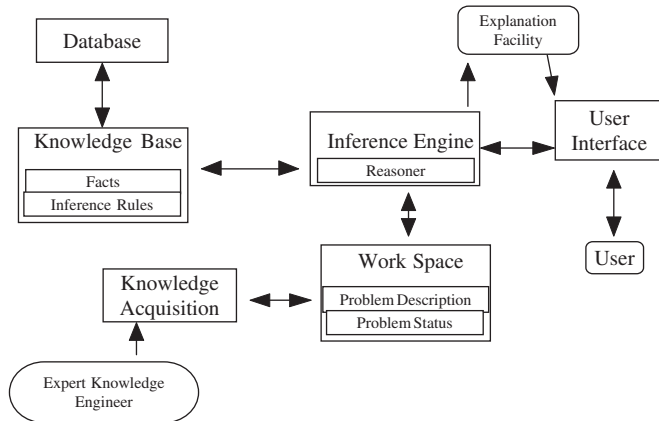 Explanation
Facility
Database
User
Interface
Knowledge Base
Facts
Inference Rules
Inference Engine
Reasoner
User
Work Space
Problem Description
Problem Status
Knowledge
Acquisition
Expert Knowledge
Engineer